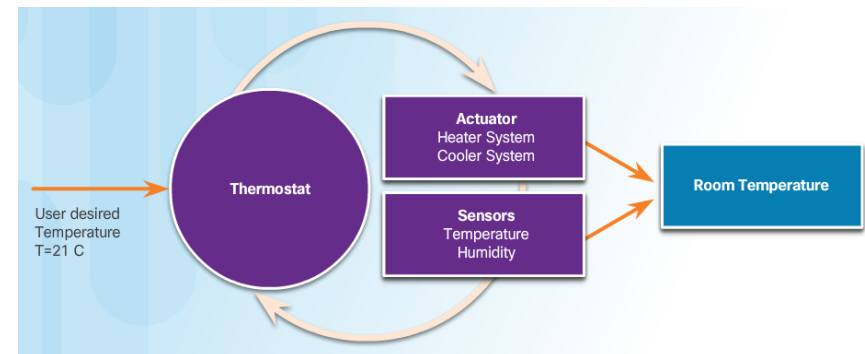 User desired
Temperature
T=21 C
Thermostat
Actuator
Heater System
Cooler System
Sensors
Temperature
Humidity
Room Temperature